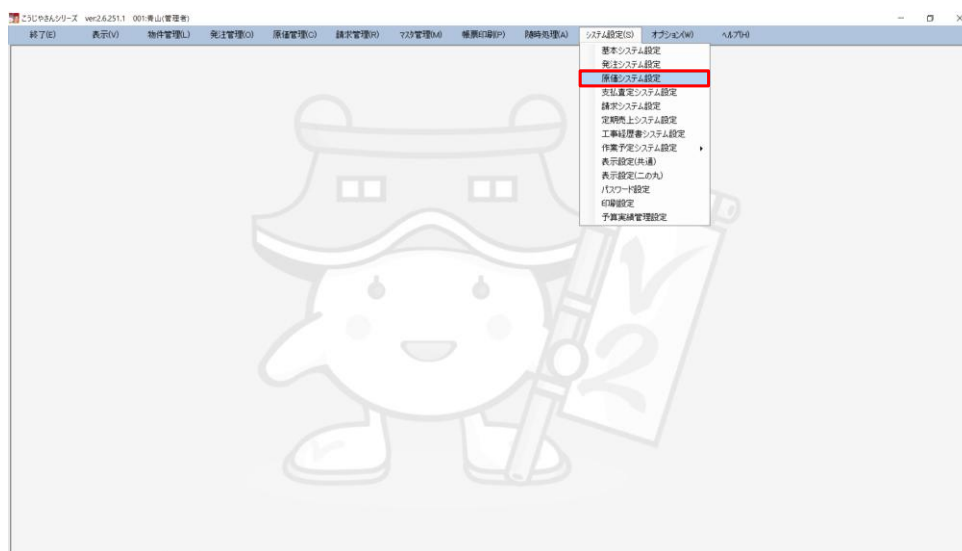 こうじやさんシリーズ ver:2.6.251.1 001:青山(管理者)
終了(E) 表示(V) 物件管理(L) 発注管理(O) 原価管理(C) 請求管理(R) マスタ管理(M) 帳票印刷(P) 随時処理(A) システム設定(S) オプション(W) ヘルプ(H)
基本システム設定
発注システム設定
原価システム設定
支払査定システム設定
請求システム設定
定期売上システム設定
工事経歴書システム設定
作業予定システム設定
表示設定(共通)
表示設定(二の丸)
パスワード設定
印刷設定
予算実績管理設定
V
2